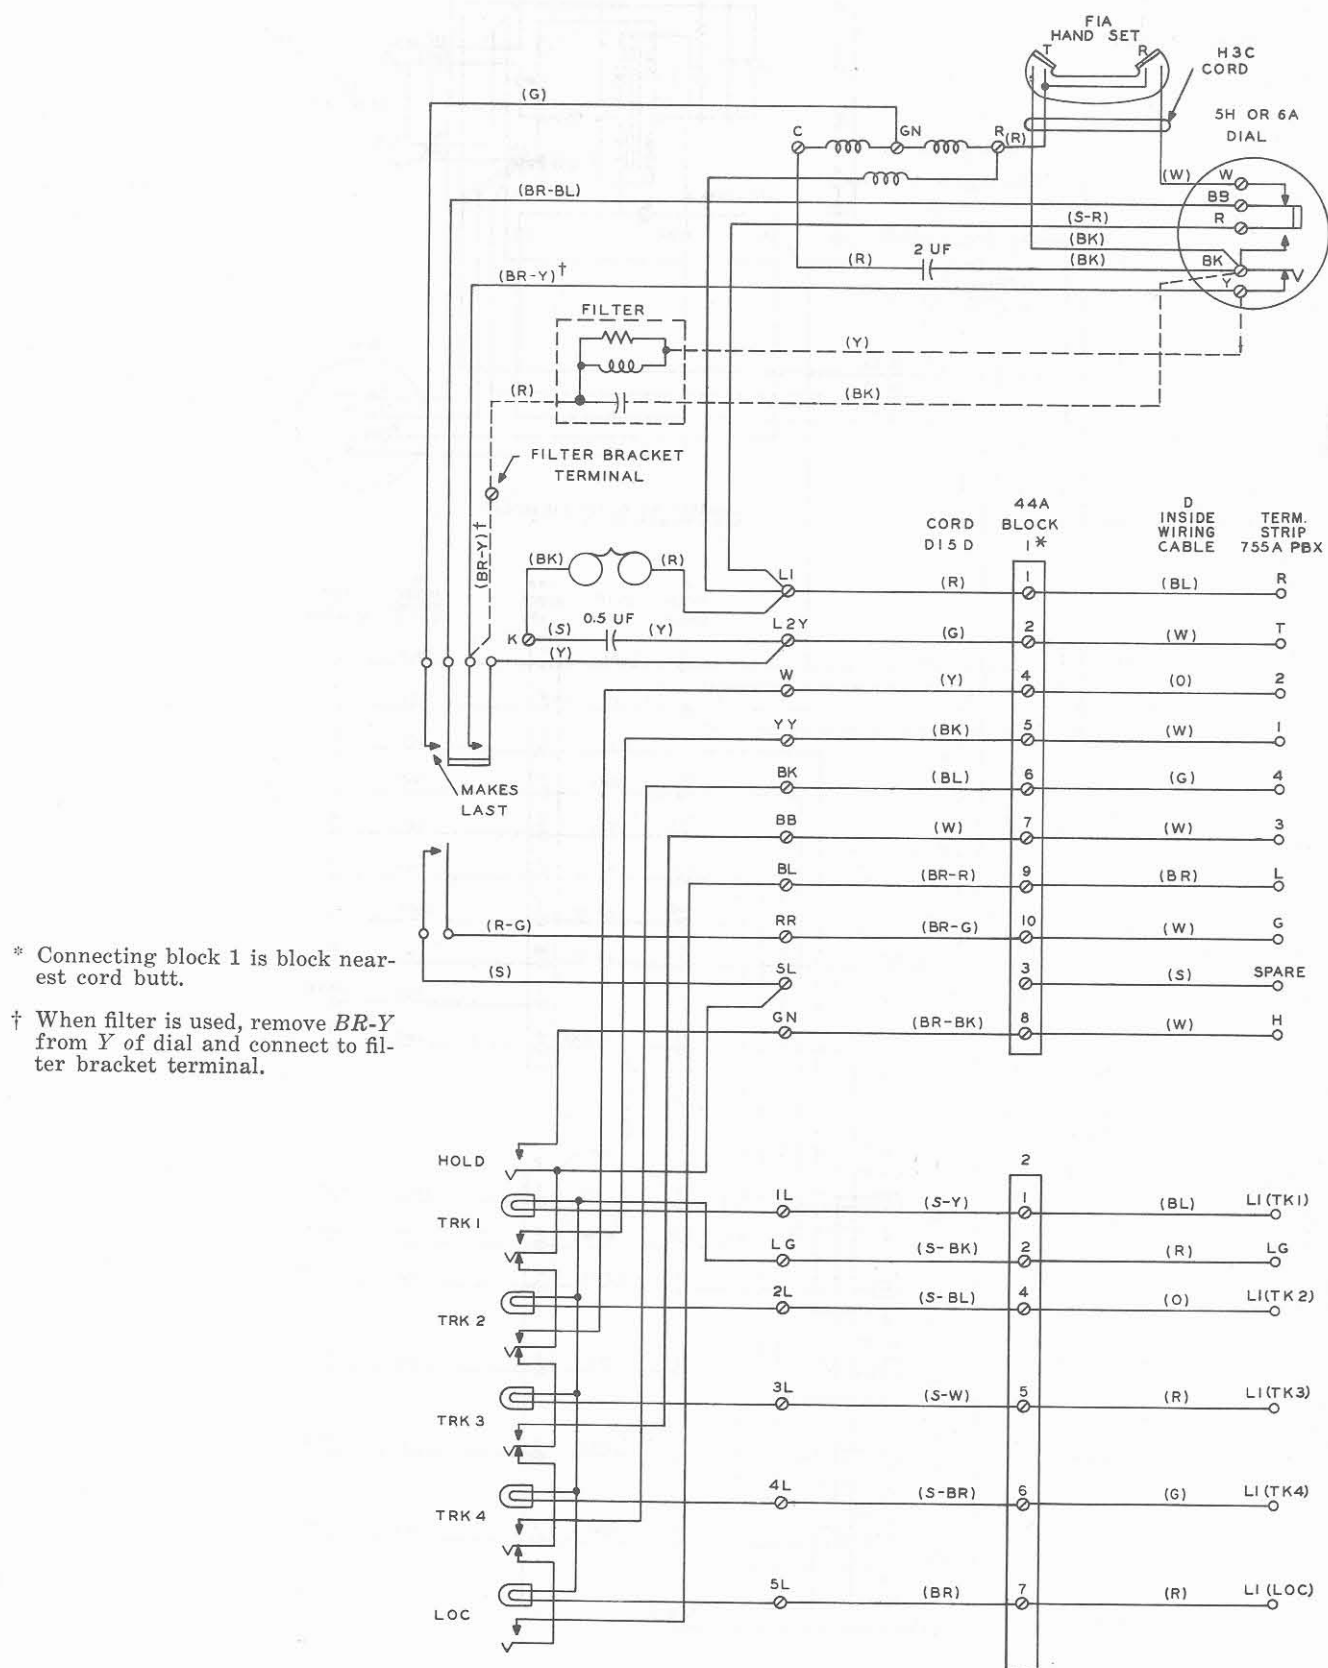 F1A
HAND SET
T R
H3C
CORD
5H OR 6A
DIAL
(G)
C GN R (R)
(W) W
(BR-BL) BB
(S-R) R
(BK)
(R) 2 UF (BK) BK
(BR-Y)† Y
FILTER
(Y)
(R) (BK)
FILTER BRACKET
TERMINAL
(BR-Y)†
CORD
D15D
44A
BLOCK
1*
D
INSIDE
WIRING
CABLE
TERM.
STRIP
755A PBX
(BK) (R)
L1 (R) 1 (BL) R
K (S) 0.5 UF (Y) L2Y (G) 2 (W) T
(Y)
W (Y) 4 (O) 2
YY (BK) 5 (W) 1
BK (BL) 6 (G) 4
MAKES
LAST
BB (W) 7 (W) 3
BL (BR-R) 9 (BR) L
(R-G) RR (BR-G) 10 (W) G
(S) SL 3 (S) SPARE
GN (BR-BK) 8 (W) H
* Connecting block 1 is block near-
est cord butt.
† When filter is used, remove BR-Y
from Y of dial and connect to fil-
ter bracket terminal.
HOLD 2
TRK 1 1L (S-Y) 1 (BL) L1(TK1)
LG (S-BK) 2 (R) LG
TRK 2 2L (S-BL) 4 (O) L1(TK2)
TRK 3 3L (S-W) 5 (R) L1(TK3)
TRK 4 4L (S-BR) 6 (G) L1(TK4)
LOC 5L (BR) 7 (R) L1(LOC)